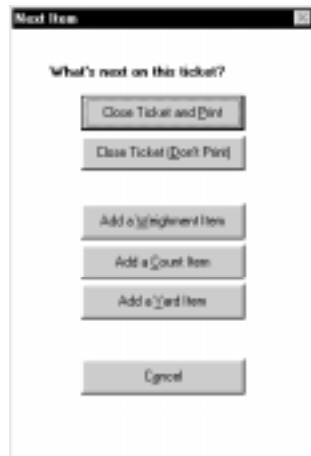 Next Item
What's next on this ticket?
Close Ticket and Print
Close Ticket (Don't Print)
Add a Weighment Item
Add a Count Item
Add a Yard Item
Cancel